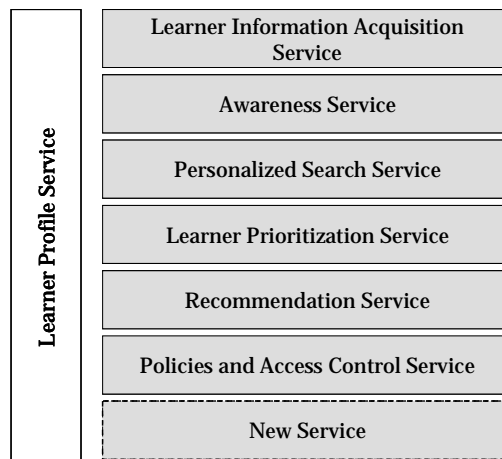 Learner Profile Service
Learner Information Acquisition
Service
Awareness Service
Personalized Search Service
Learner Prioritization Service
Recommendation Service
Policies and Access Control Service
New Service